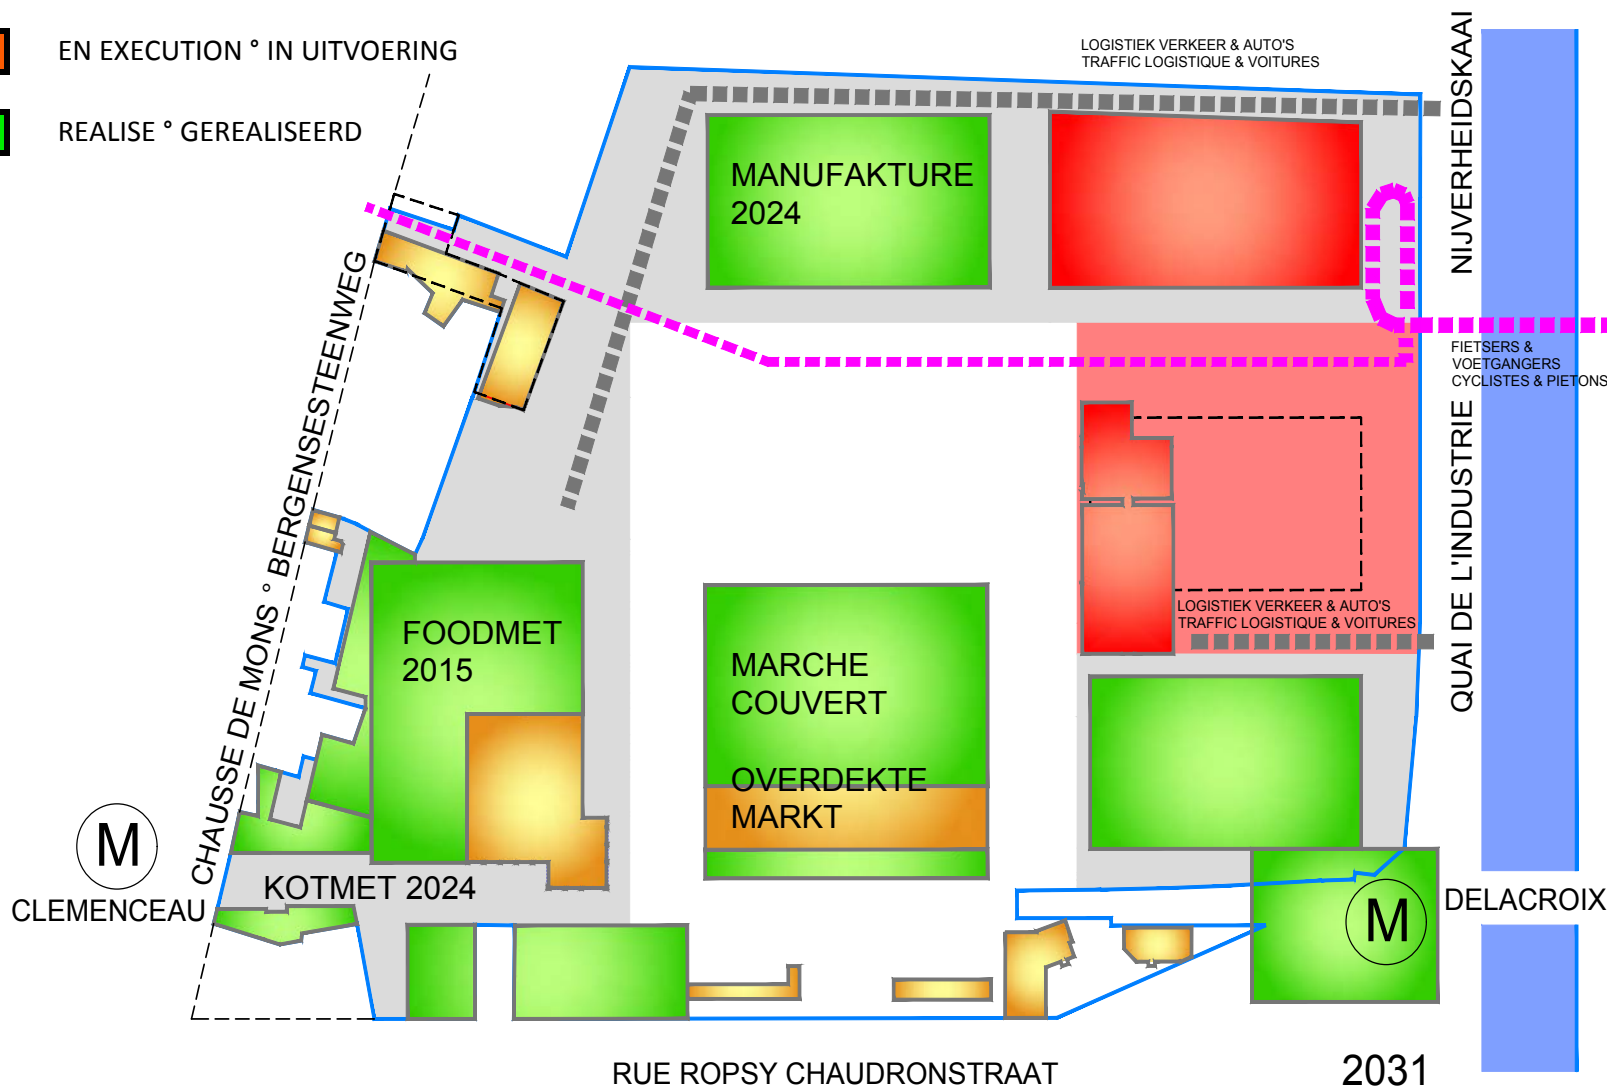 EN EXECUTION ° IN UITVOERING
REALISE ° GEREALISEERD
LOGISTIEK VERKEER & AUTO'S
TRAFFIC LOGISTIQUE & VOITURES
NIJVERHEIDSKAAI
MANUFAKTURE
2024
FIETSERS &
VOETGANGERS
CYCLISTES & PIETONS
CHAUSSE DE MONS ° BERGENSESTEENWEG
QUAI DE L'INDUSTRIE
LOGISTIEK VERKEER & AUTO'S
TRAFFIC LOGISTIQUE & VOITURES
FOODMET
2015
MARCHE
COUVERT
OVERDEKTE
MARKT
M
CLEMENCEAU
KOTMET 2024
M
DELACROIX
RUE ROPSY CHAUDRONSTRAAT
2031